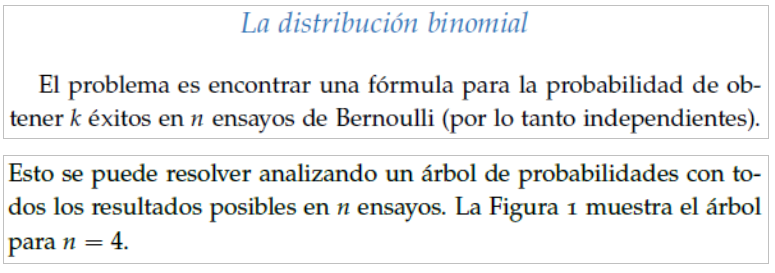 La distribución binomial
El problema es encontrar una fórmula para la probabilidad de ob-
tener k éxitos en n ensayos de Bernoulli (por lo tanto independientes).
Esto se puede resolver analizando un árbol de probabilidades con to-
dos los resultados posibles en n ensayos. La Figura 1 muestra el árbol
para n = 4.